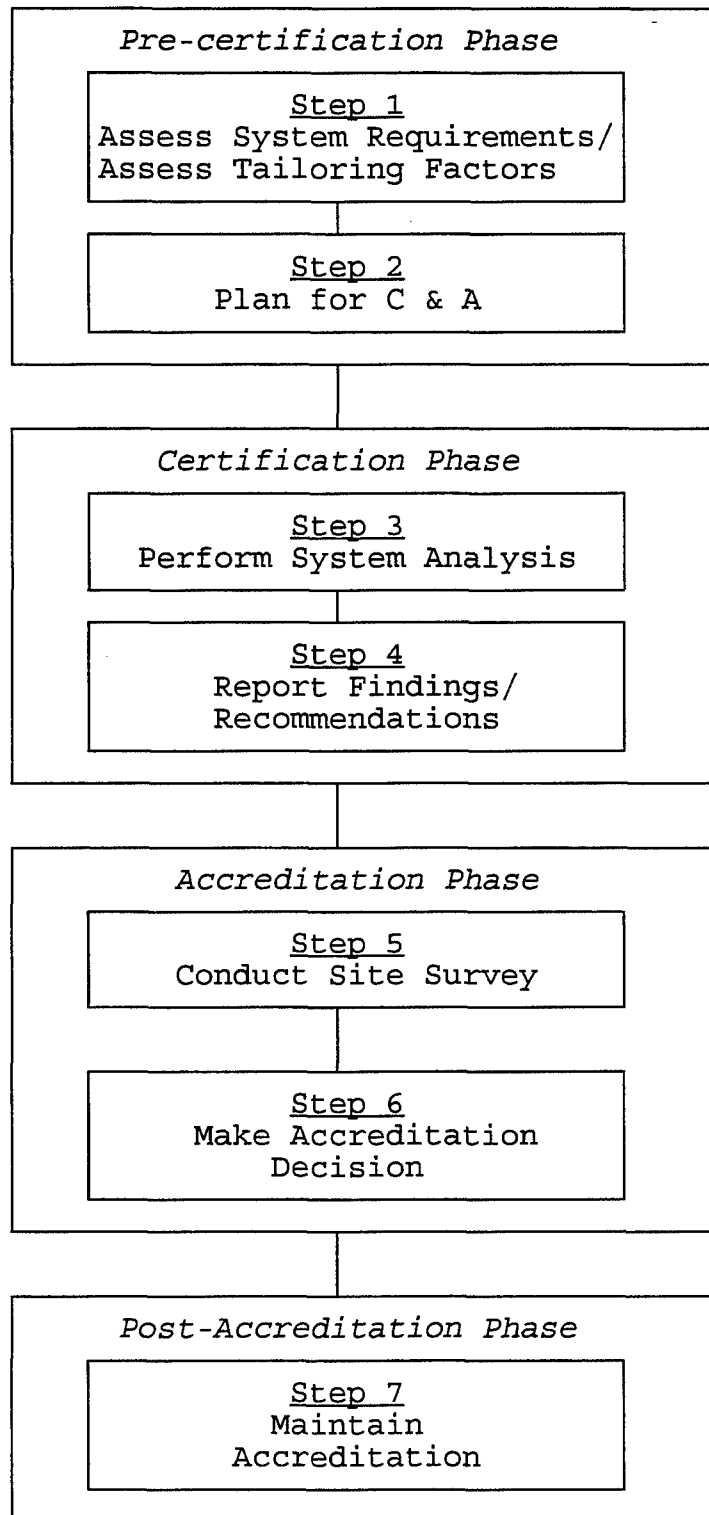 Pre-certification Phase
Step 1
Assess System Requirements/
Assess Tailoring Factors
Step 2
Plan for C & A
Certification Phase
Step 3
Perform System Analysis
Step 4
Report Findings/
Recommendations
Accreditation Phase
Step 5
Conduct Site Survey
Step 6
Make Accreditation
Decision
Post-Accreditation Phase
Step 7
Maintain
Accreditation